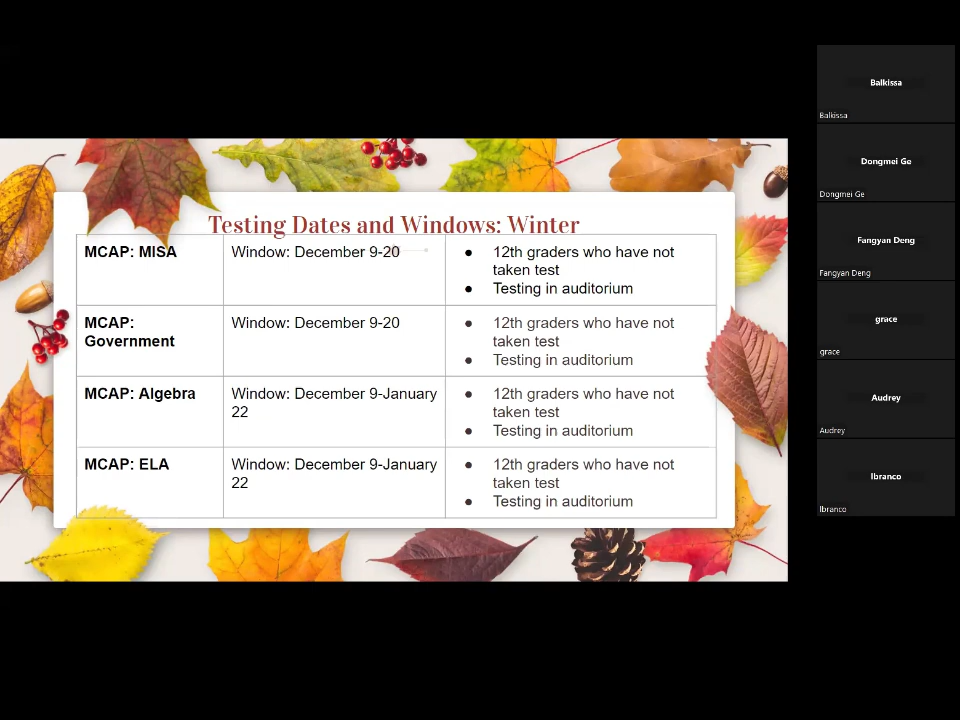 Testing Dates and Windows: Winter
MCAP: MISA
Window: December 9-20
● 12th graders who have not
taken test
● Testing in auditorium
MCAP:
Government
Window: December 9-20
● 12th graders who have not
taken test
● Testing in auditorium
MCAP: Algebra
Window: December 9-January
22
● 12th graders who have not
taken test
● Testing in auditorium
MCAP: ELA
Window: December 9-January
22
● 12th graders who have not
taken test
● Testing in auditorium
Balkissa
Balkissa
Dongmei Ge
Dongmei Ge
Fangyan Deng
Fangyan Deng
grace
grace
Audrey
Audrey
lbranco
lbranco